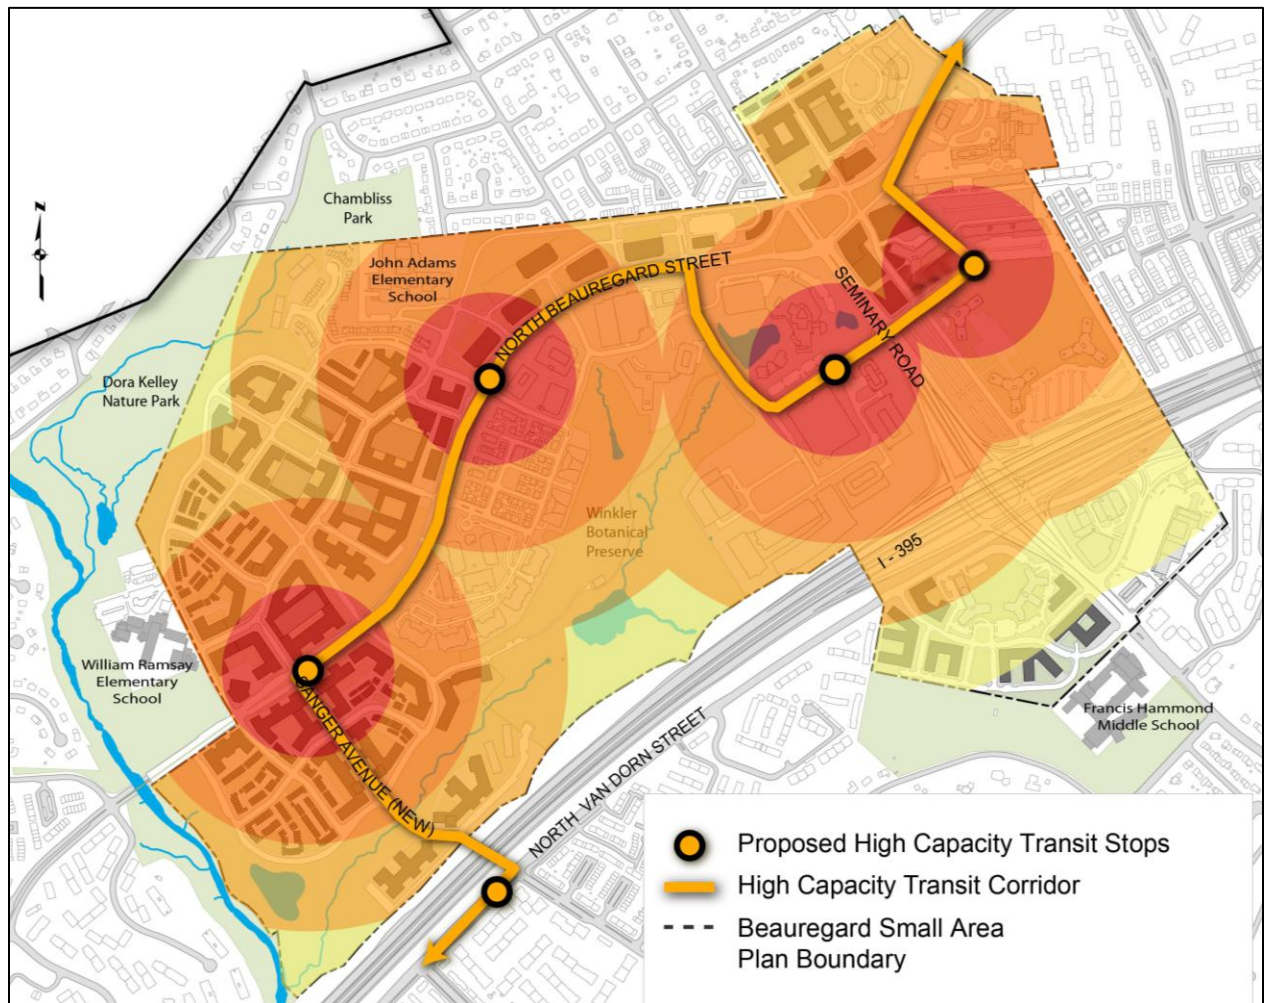 N
Chambliss
Park
John Adams
Elementary
School
NORTH BEAUREGARD STREET
SEMINARY ROAD
Dora Kelley
Nature Park
Winkler
Botanical
Preserve
I - 395
William Ramsay
Elementary
School
SANGER AVENUE (NEW)
Francis Hammond
Middle School
NORTH VAN DORN STREET
Proposed High Capacity Transit Stops
High Capacity Transit Corridor
Beauregard Small Area
Plan Boundary